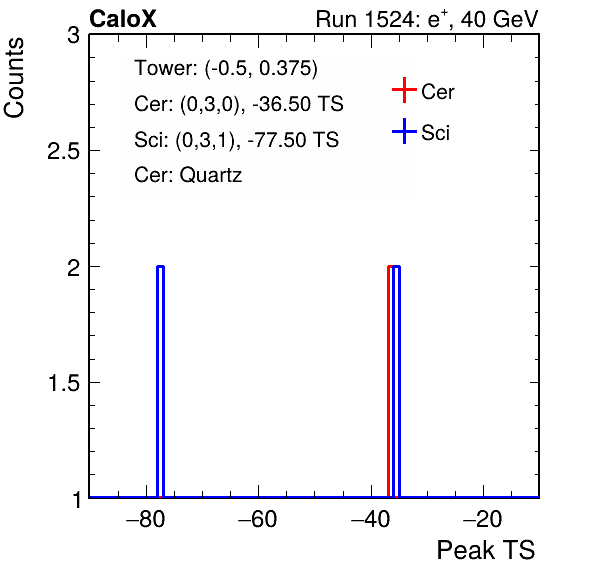 CaloX Run 1524: e⁺, 40 GeV
Counts
Tower: (-0.5, 0.375)
Cer: (0,3,0), -36.50 TS
Sci: (0,3,1), -77.50 TS
Cer: Quartz
Cer
Sci
3
2.5
2
1.5
1
−80 −60 −40 −20
Peak TS